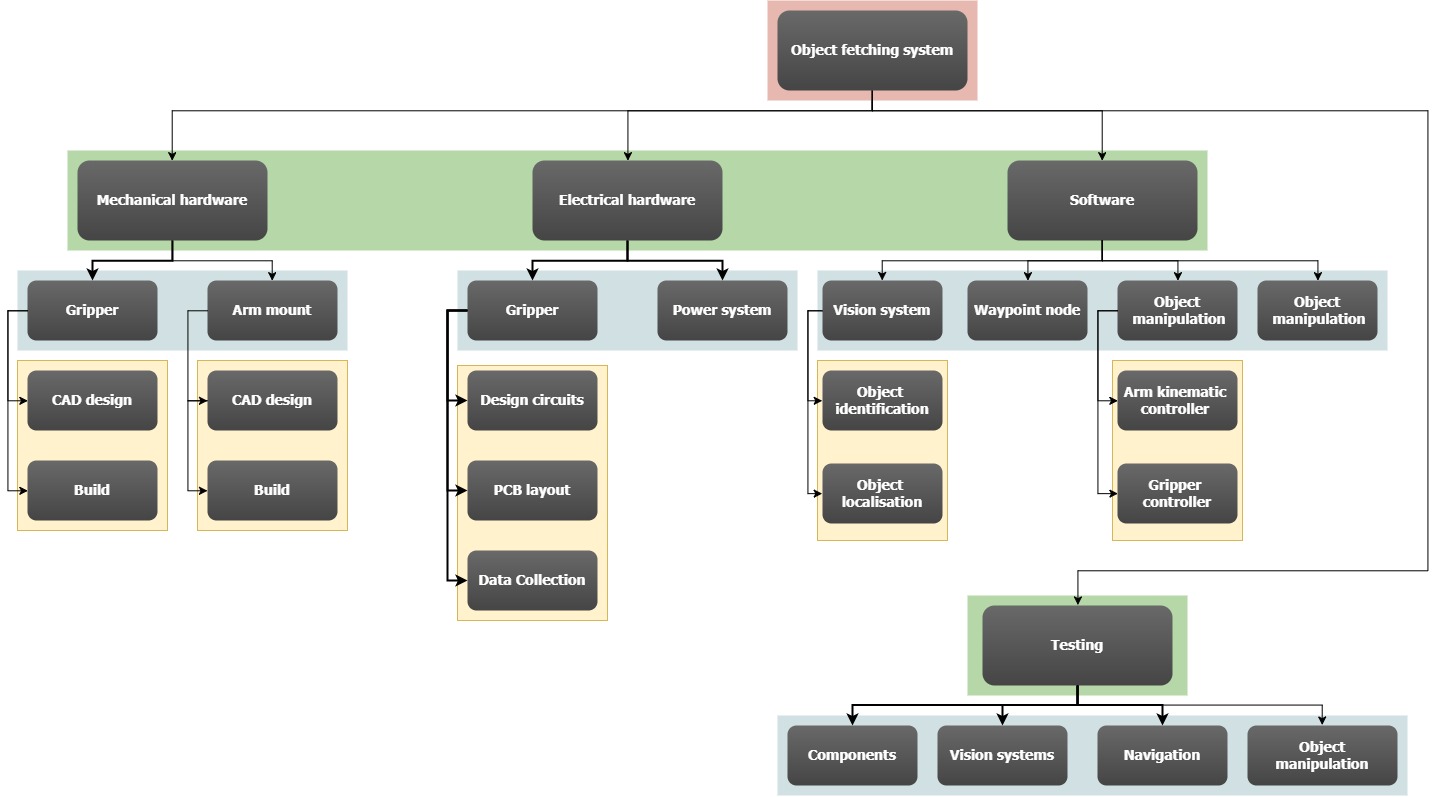 Object fetching system
Mechanical hardware
Electrical hardware
Software
Gripper
Arm mount
Gripper
Power system
Vision system
Waypoint node
Object
manipulation
Object
manipulation
CAD design
CAD design
Design circuits
Object
identification
Arm kinematic
controller
Build
Build
PCB layout
Object
localisation
Gripper
controller
Data Collection
Testing
Components
Vision systems
Navigation
Object
manipulation